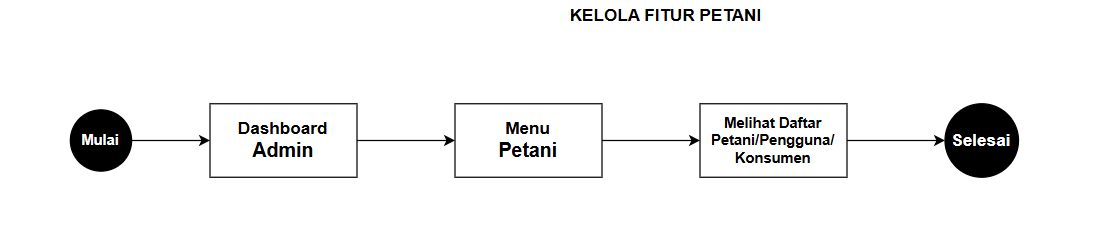 KELOLA FITUR PETANI
Mulai
Dashboard
Admin
Menu
Petani
Melihat Daftar
Petani/Pengguna/
Konsumen
Selesai